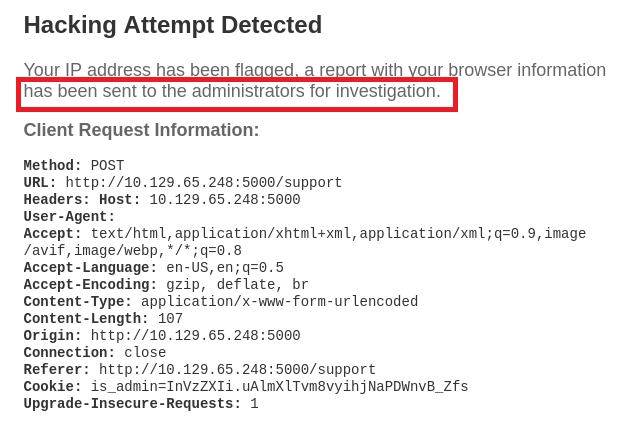 Hacking Attempt Detected
Your IP address has been flagged, a report with your browser information
has been sent to the administrators for investigation.
Client Request Information:
Method: POST
URL: http://10.129.65.248:5000/support
Headers: Host: 10.129.65.248:5000
User-Agent:
Accept: text/html,application/xhtml+xml,application/xml;q=0.9,image
/avif,image/webp,*/*;q=0.8
Accept-Language: en-US,en;q=0.5
Accept-Encoding: gzip, deflate, br
Content-Type: application/x-www-form-urlencoded
Content-Length: 107
Origin: http://10.129.65.248:5000
Connection: close
Referer: http://10.129.65.248:5000/support
Cookie: is_admin=InVzZXIi.uAlmXlTvm8vyihjNaPDWnvB_Zfs
Upgrade-Insecure-Requests: 1